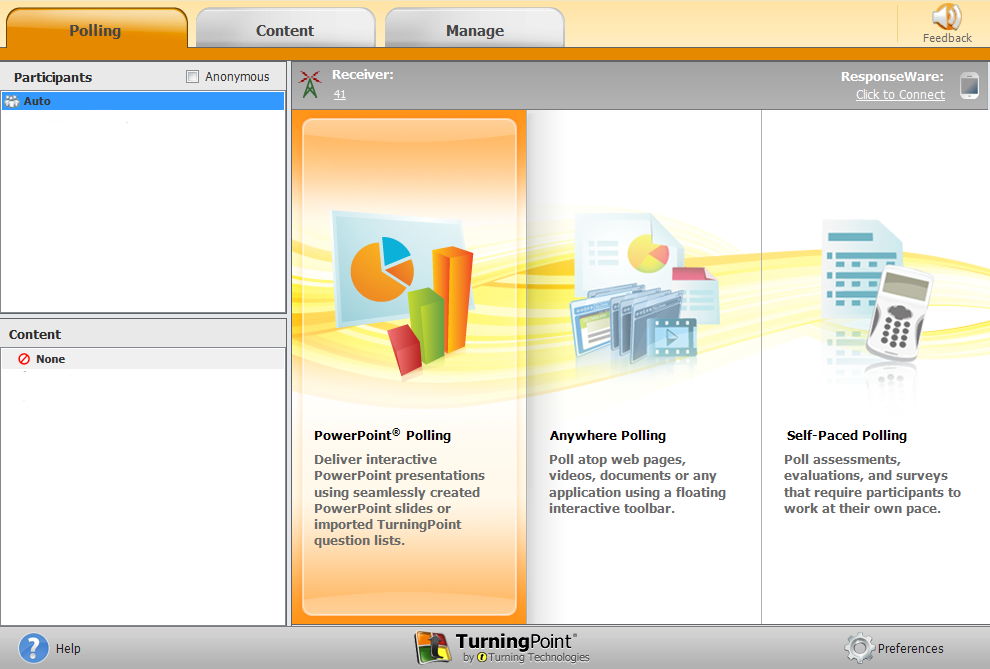 Polling
Content
Manage
Feedback
Participants
Anonymous
Auto
Receiver:
41
ResponseWare:
Click to Connect
Content
None
PowerPoint® Polling
Deliver interactive
PowerPoint presentations
using seamlessly created
PowerPoint slides or
imported TurningPoint
question lists.
Anywhere Polling
Poll atop web pages,
videos, documents or any
application using a floating
interactive toolbar.
Self-Paced Polling
Poll assessments,
evaluations, and surveys
that require participants to
work at their own pace.
? Help
TurningPoint®
by Turning Technologies
Preferences